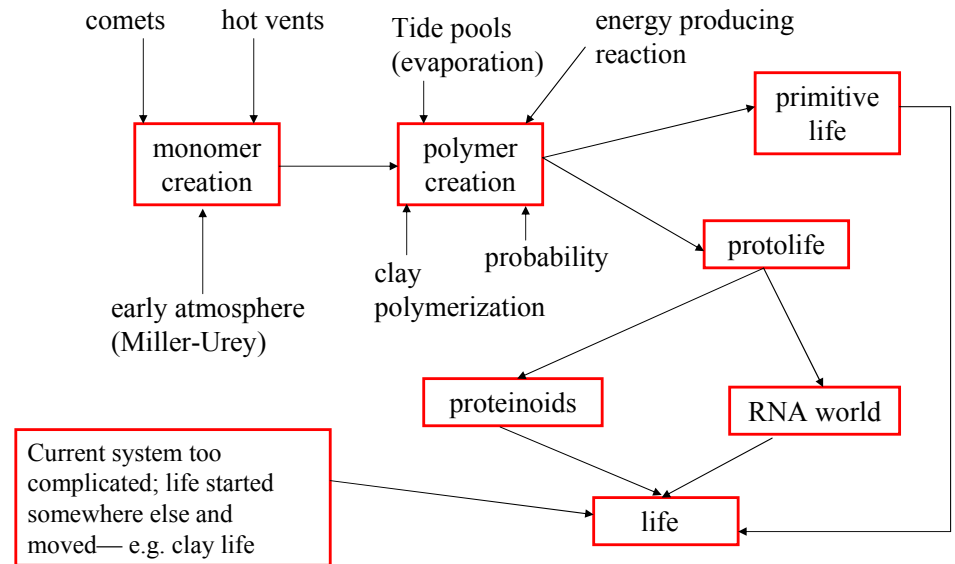 comets
hot vents
Tide pools
(evaporation)
energy producing
reaction
monomer
creation
polymer
creation
primitive
life
early atmosphere
(Miller-Urey)
clay
polymerization
probability
protolife
proteinoids
RNA world
Current system too
complicated; life started
somewhere else and
moved— e.g. clay life
life